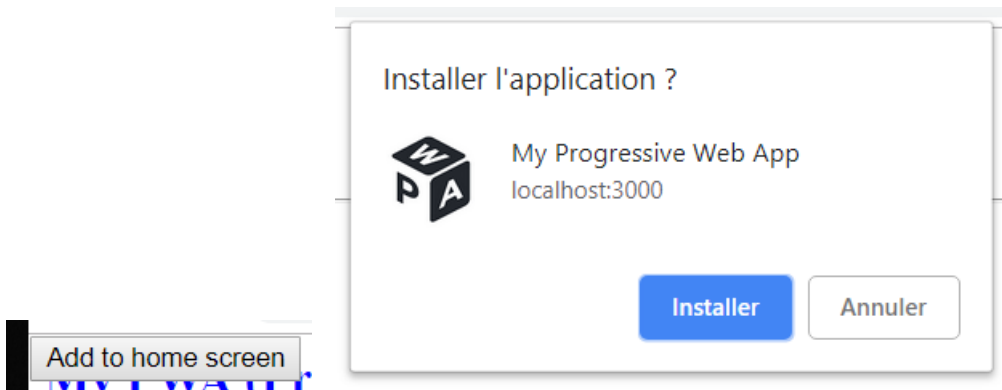 Installer l'application ?
W
P A
My Progressive Web App
localhost:3000
Installer
Annuler
Add to home screen